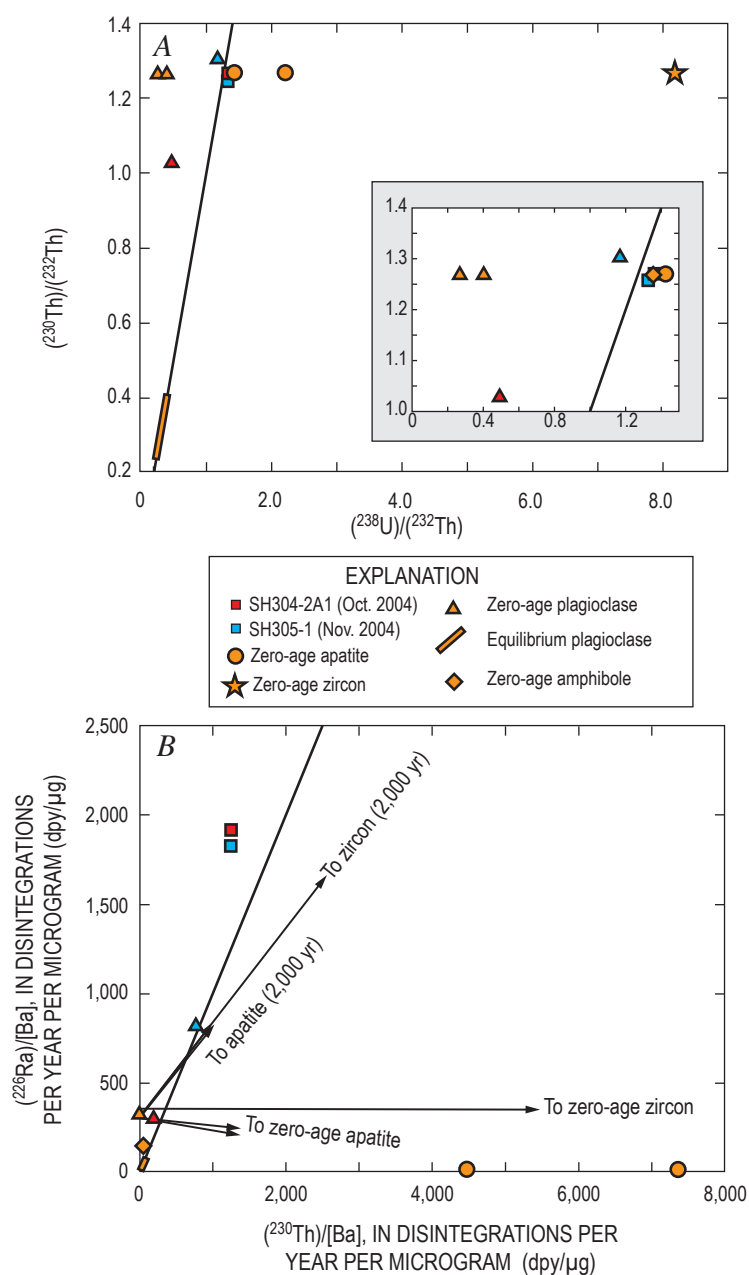 A
1.4
1.2
1.0
0.8
0.6
0.4
0.2
(230Th)/(232Th)
0
2.0
4.0
6.0
8.0
(238U)/(232Th)
1.4
1.3
1.2
1.1
1.0
0
0.4
0.6
1.2
EXPLANATION
SH304-2A1 (Oct. 2004)
SH305-1 (Nov. 2004)
Zero-age apatite
Zero-age zircon
Zero-age plagioclase
Equilibrium plagioclase
Zero-age amphibole
B
2,500
2,000
1,500
1,000
500
0
(226Ra)/[Ba], IN DISINTEGRATIONS
PER YEAR PER MICROGRAM (dpy/µg)
To zircon (2,000 yr)
To apatite (2,000 yr)
To zero-age zircon
To zero-age apatite
0
2,000
4,000
6,000
8,000
(230Th)/[Ba], IN DISINTEGRATIONS PER
YEAR PER MICROGRAM (dpy/µg)